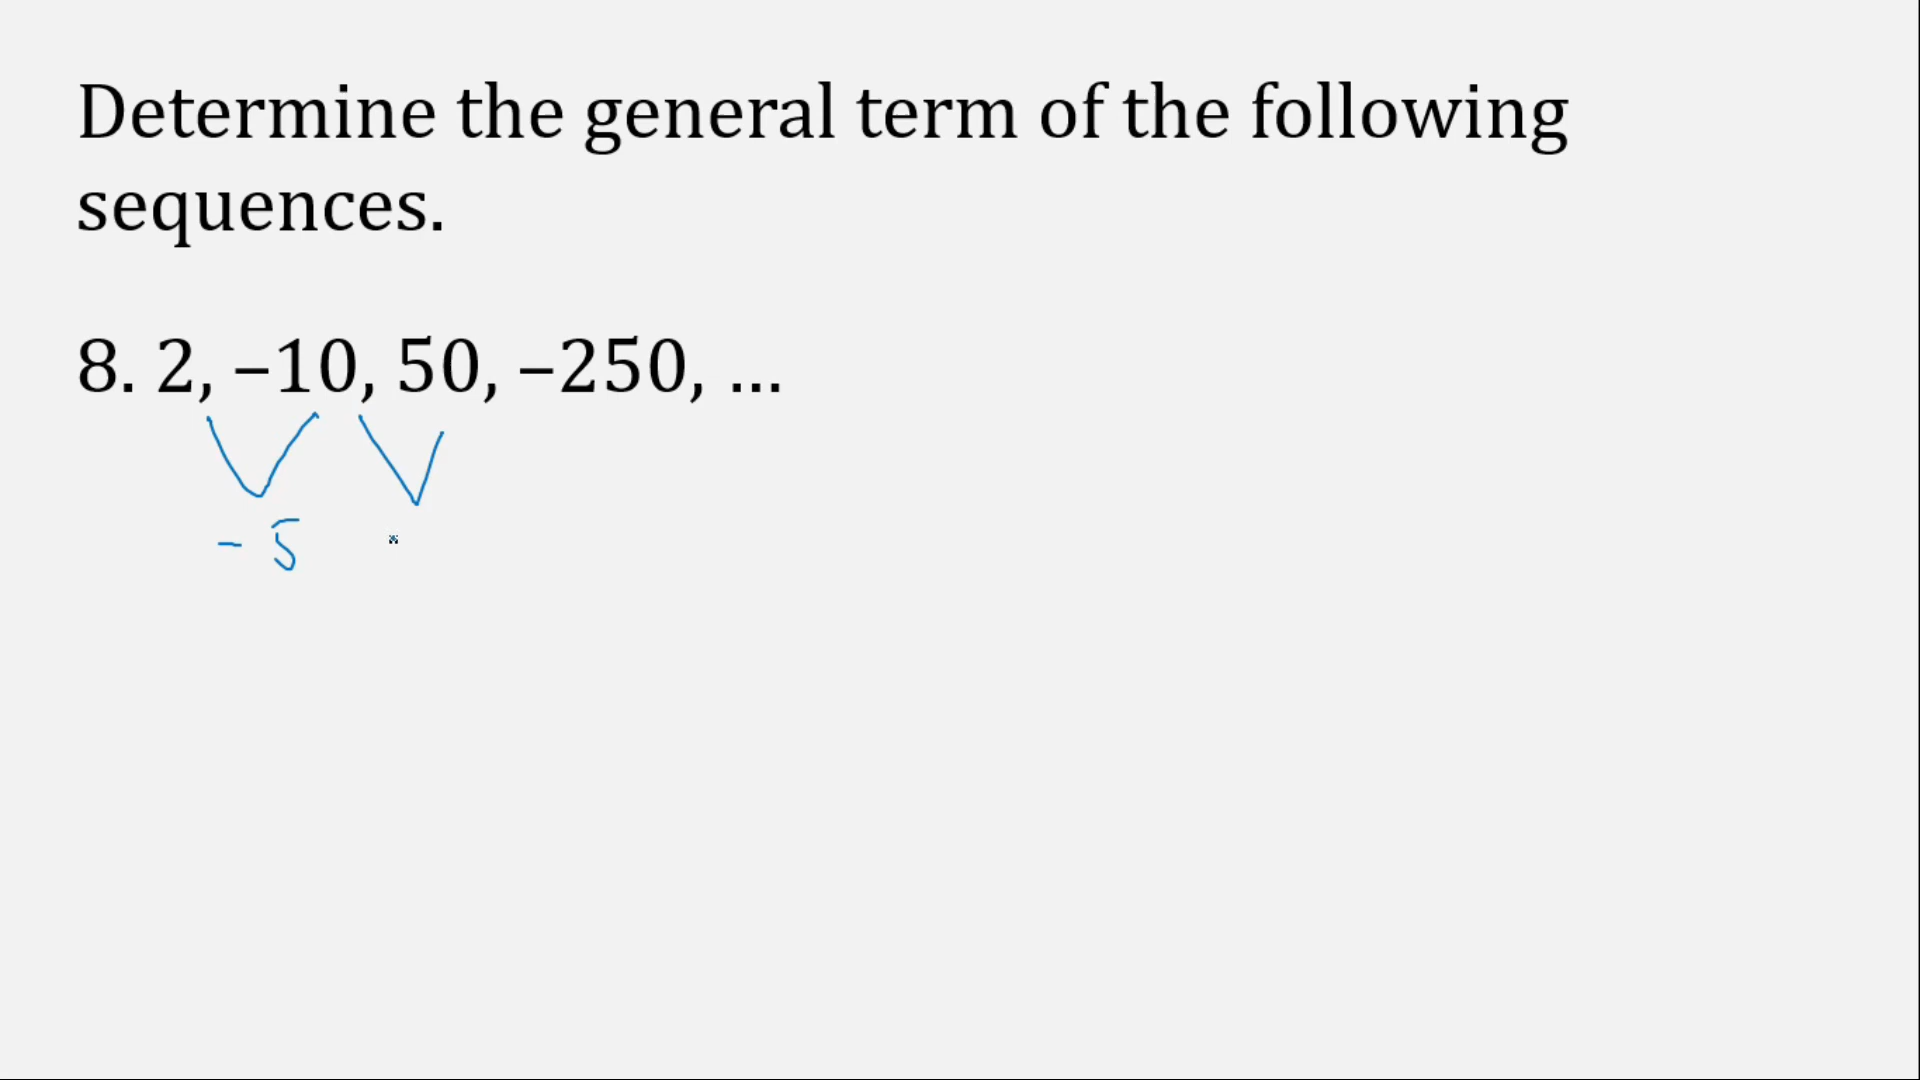 Determine the general term of the following
sequences.
8. 2, −10, 50, −250, ...
- 5